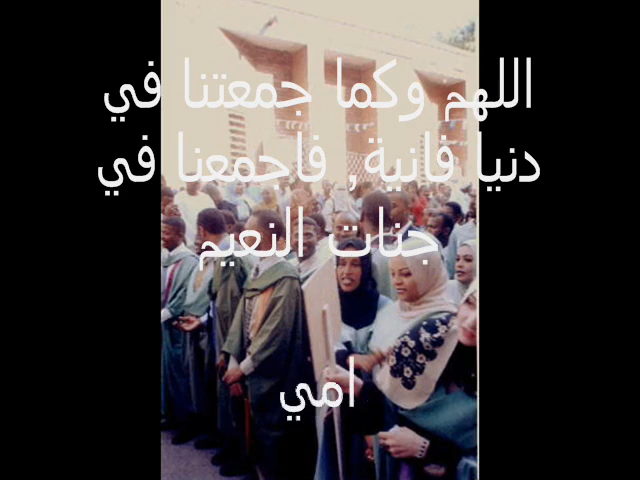 اللهم وكما جمعتنا في
دنيا فانية, فاجمعنا في
جنات النعيم
امي